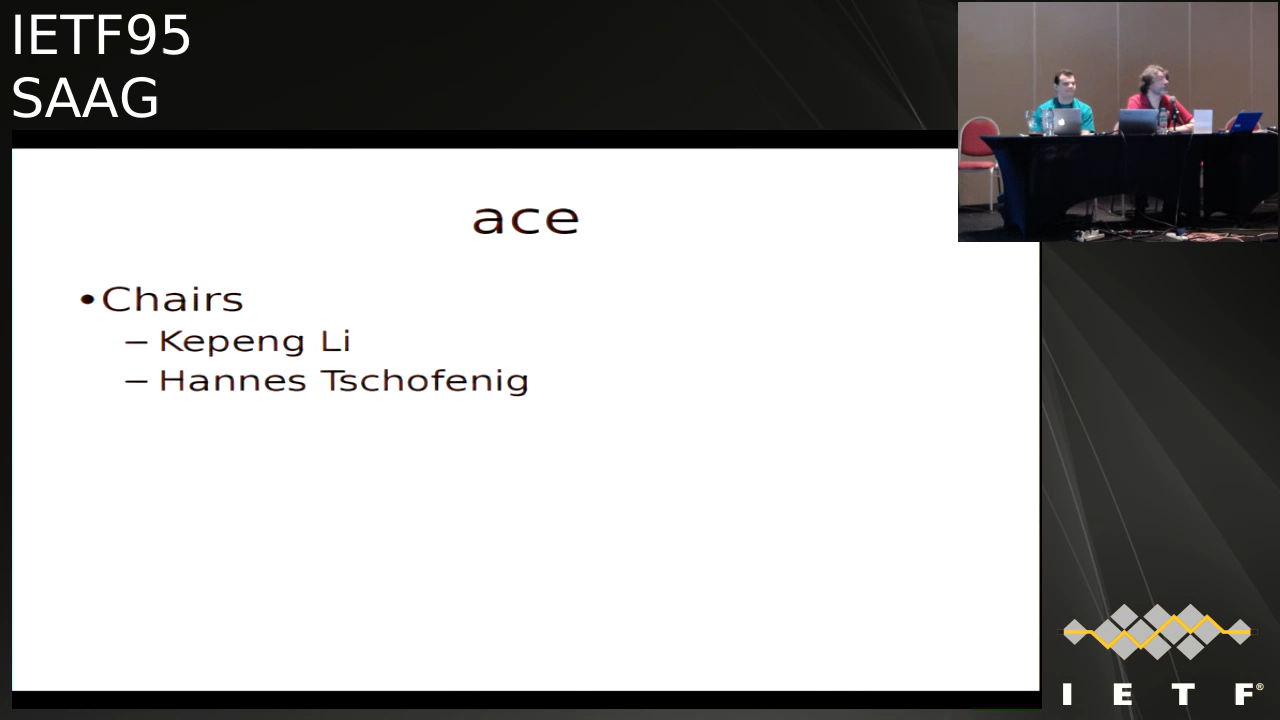 IETF95
SAAG
ace
•Chairs
– Kepeng Li
– Hannes Tschofenig
I E T F®